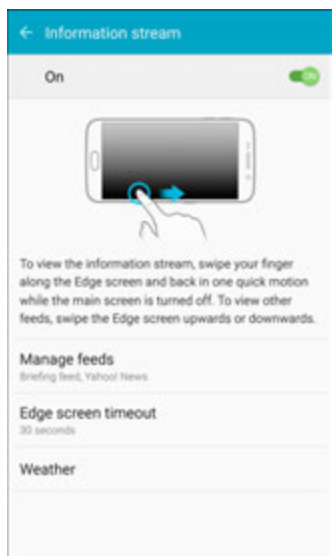 Information stream
On
ON
To view the information stream, swipe your finger
along the Edge screen and back in one quick motion
while the main screen is turned off. To view other
feeds, swipe the Edge screen upwards or downwards.
Manage feeds
Briefing feed, Yahoo! News
Edge screen timeout
30 seconds
Weather